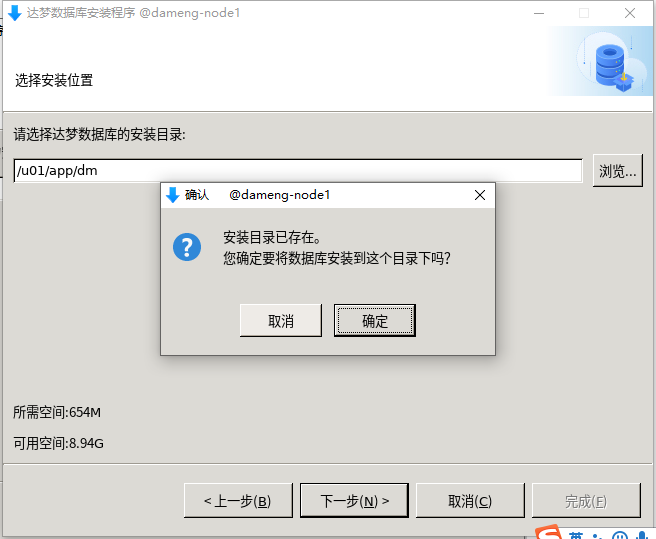 达梦数据库安装程序 @dameng-node1
选择安装位置
请选择达梦数据库的安装目录:
/u01/app/dm
浏览...
确认 @dameng-node1
安装目录已存在。
您确定要将数据库安装到这个目录下吗?
取消
确定
所需空间:654M
可用空间:8.94G
< 上一步(B)
下一步(N) >
取消(C)
完成(F)
英